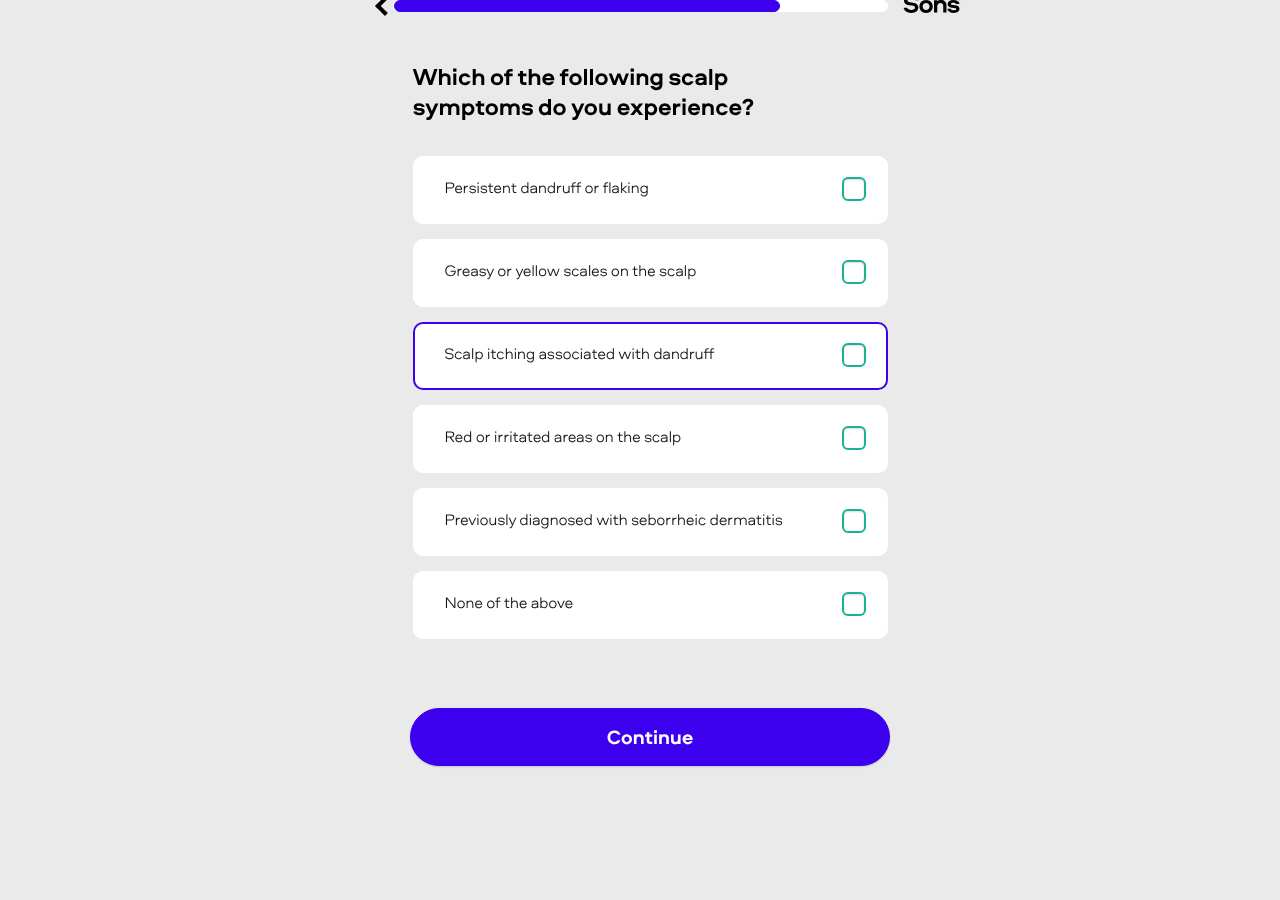 Sons
Which of the following scalp
symptoms do you experience?
Persistent dandruff or flaking
Greasy or yellow scales on the scalp
Scalp itching associated with dandruff
Red or irritated areas on the scalp
Previously diagnosed with seborrheic dermatitis
None of the above
Continue